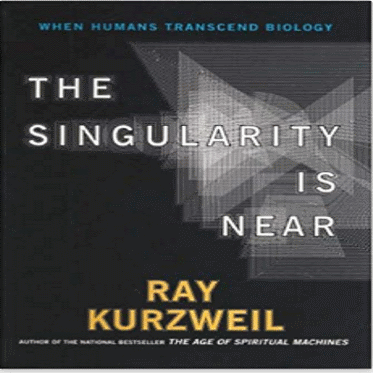 WHEN HUMANS TRANSCEND BIOLOGY
THE
SINGULARITY
IS
NEAR
RAY
KURZWEIL
AUTHOR OF THE NATIONAL BESTSELLER THE AGE OF SPIRITUAL MACHINES